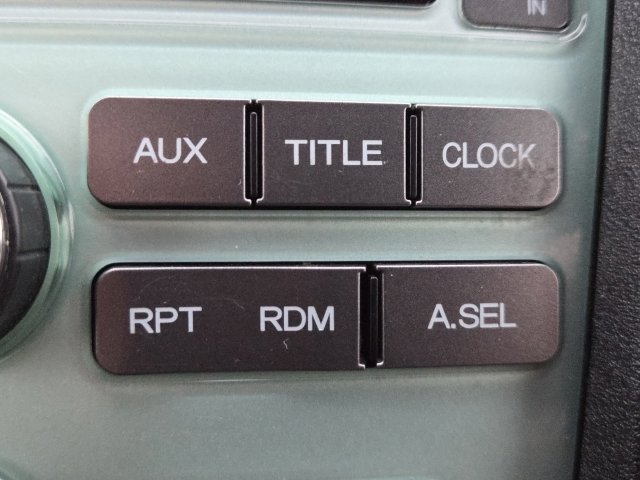 IN
AUX TITLE CLOCK
RPT RDM A.SEL